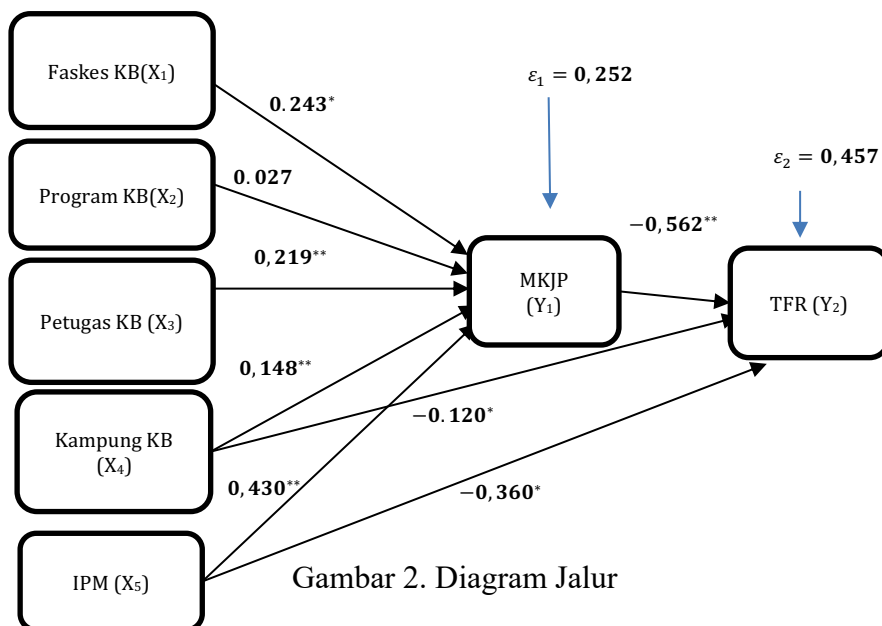 Faskes KB(X₁)
Program KB(X₂)
Petugas KB (X₃)
Kampung KB
(X₄)
IPM (X₅)
0.243*
0.027
0,219**
0,148**
0,430**
ε₁ = 0,252
MKJP
(Y₁)
−0,562**
−0.120*
−0,360*
ε₂ = 0,457
TFR (Y₂)
Gambar 2. Diagram Jalur